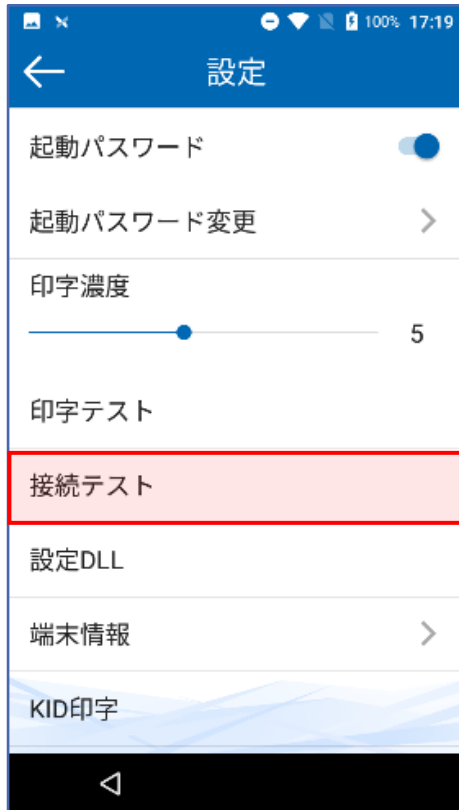 100% 17:19
設定
起動パスワード
起動パスワード変更
印字濃度
5
印字テスト
接続テスト
設定DLL
端末情報
KID印字